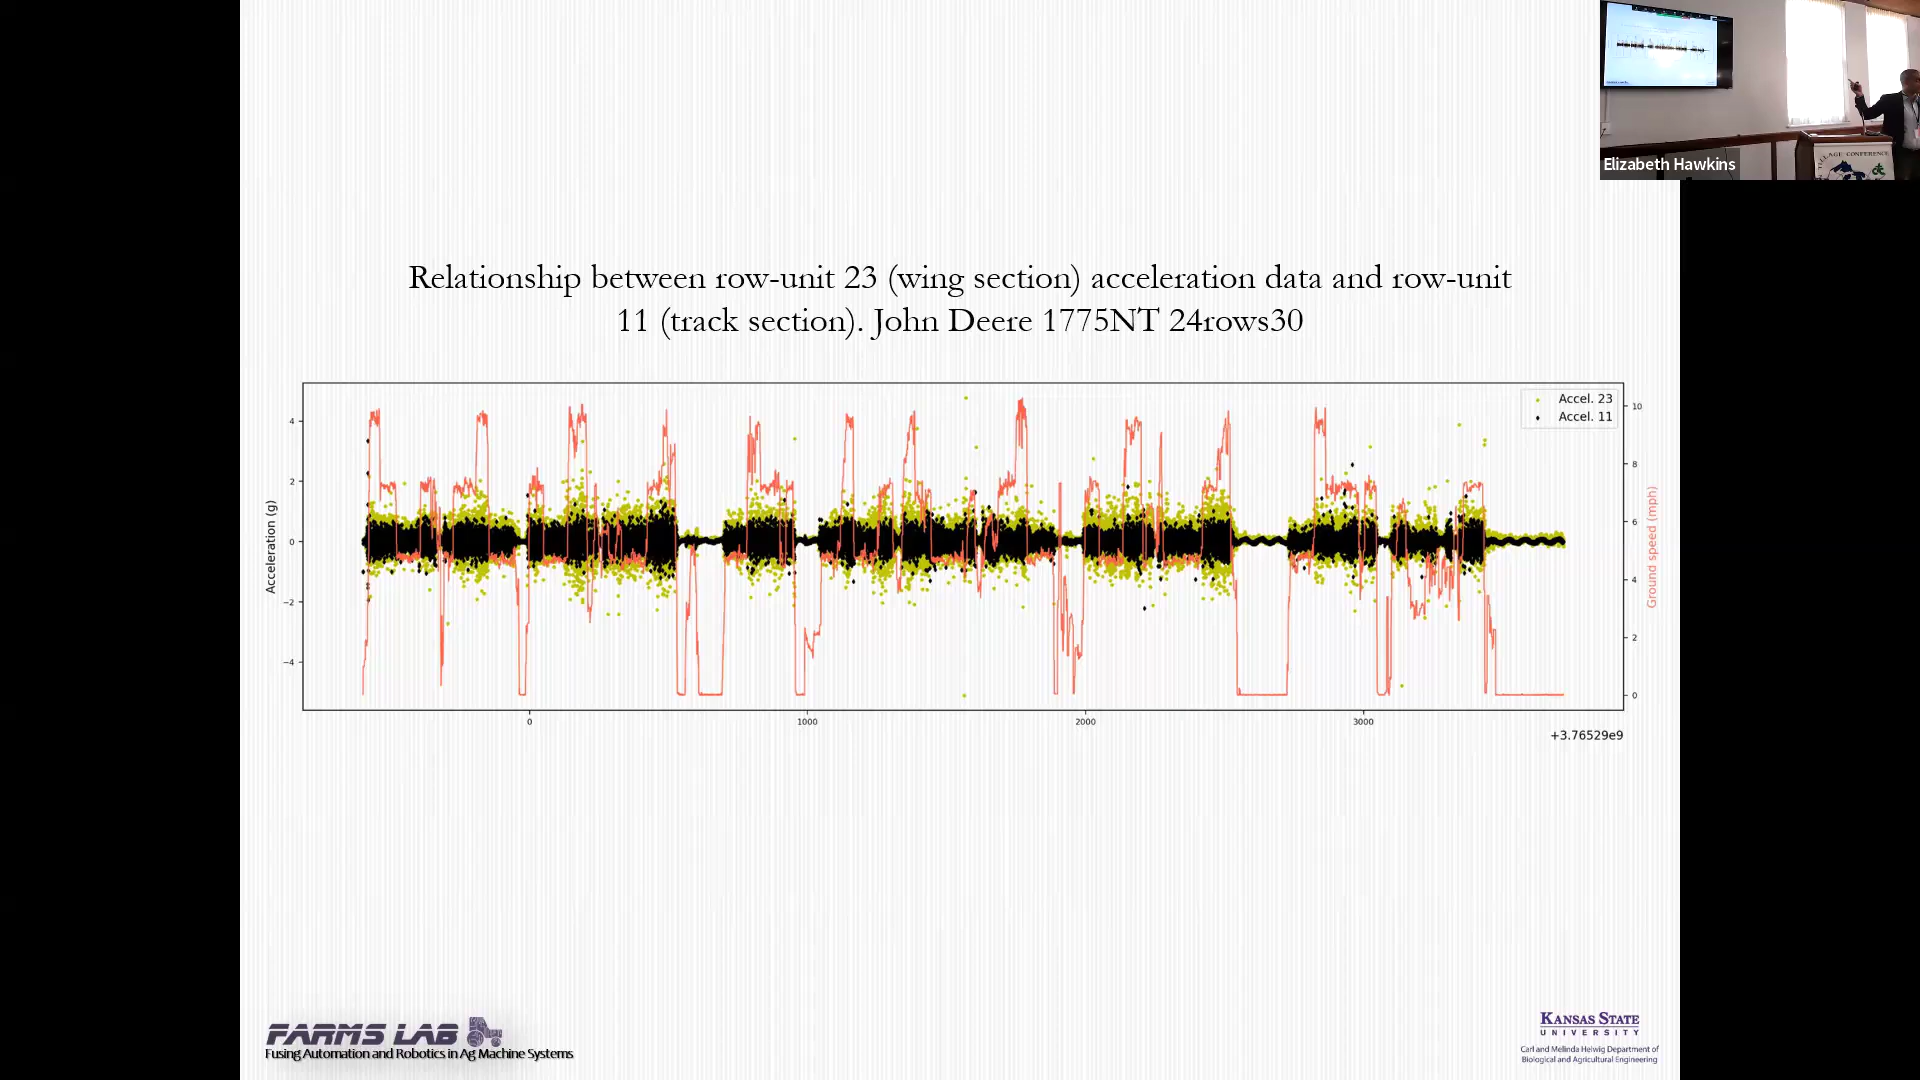 Elizabeth Hawkins
TILLAGE CONFERENCE
Relationship between row-unit 23 (wing section) acceleration data and row-unit
11 (track section). John Deere 1775NT 24rows30
Accel. 23
Accel. 11
Acceleration (g)
4
2
0
−2
−4
10
8
6
4
2
0
Ground speed (mph)
0
1000
2000
3000
+3.76529e9
FARMS LAB
Fusing Automation and Robotics in Ag Machine Systems
KANSAS STATE
UNIVERSITY
Carl and Melinda Helwig Department of
Biological and Agricultural Engineering